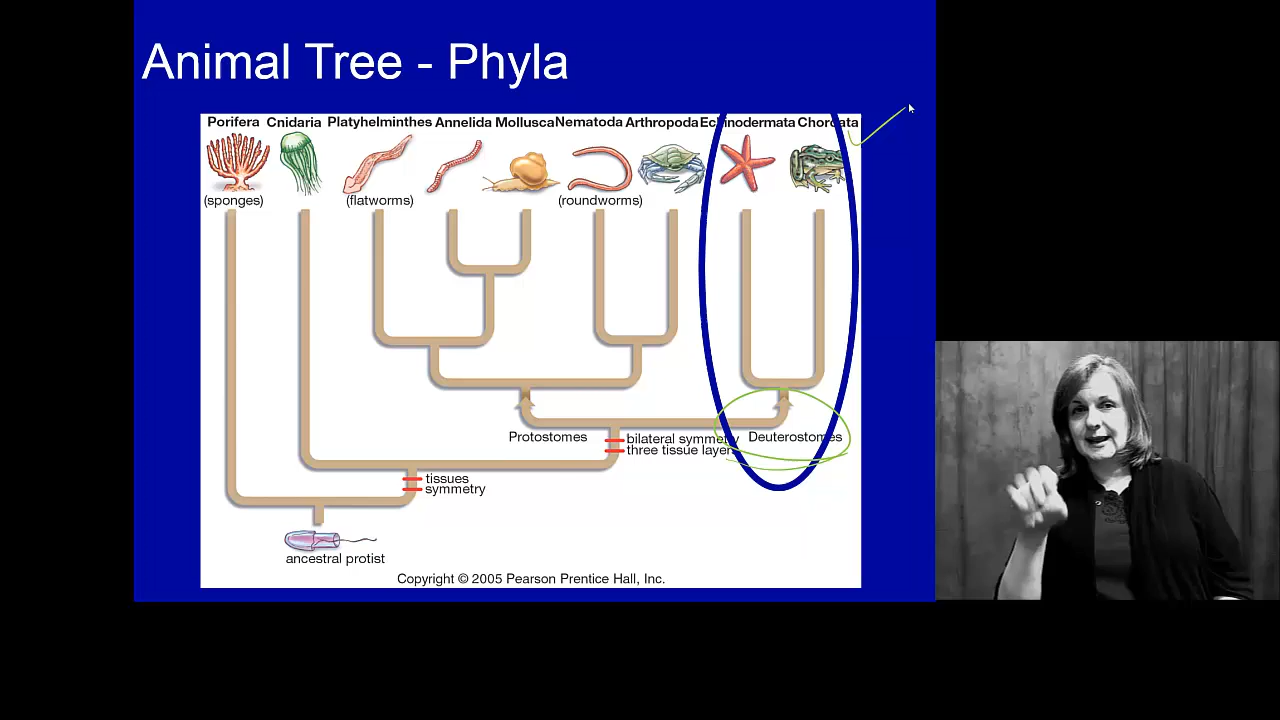 Animal Tree - Phyla
Porifera Cnidaria Platyhelminthes Annelida Mollusca Nematoda Arthropoda Echinodermata Chordata
(sponges) (flatworms) (roundworms)
Protostomes bilateral symmetry Deuterostomes
three tissue layers
tissues
symmetry
ancestral protist
Copyright © 2005 Pearson Prentice Hall, Inc.